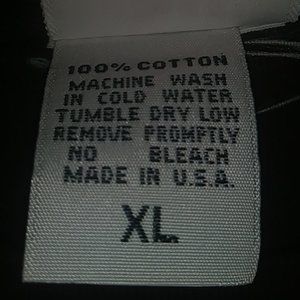 100% COTTON
MACHINE WASH
IN COLD WATER
TUMBLE DRY LOW
REMOVE PROMPTLY
NO BLEACH
MADE IN U.S.A.
XL